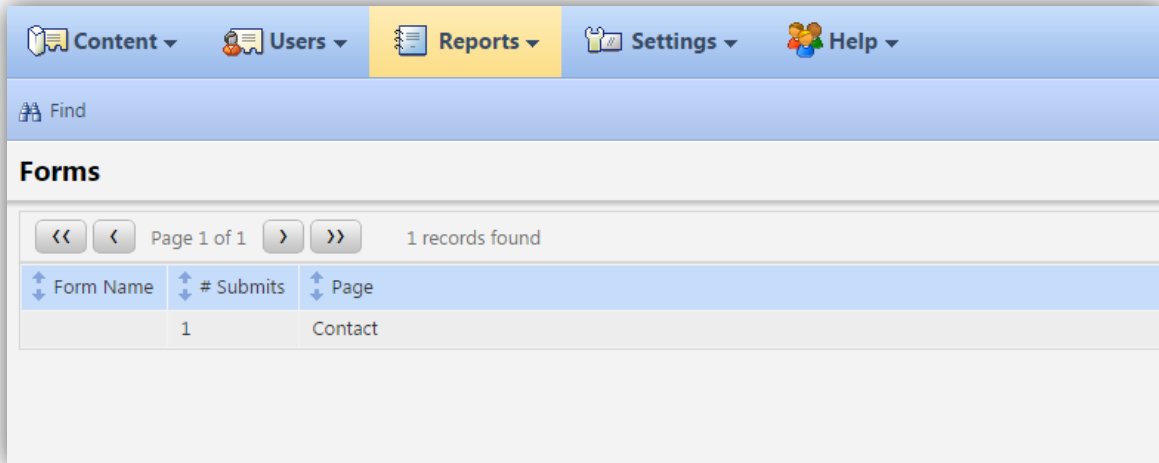 Content Users Reports Settings Help
Find
Forms
Page 1 of 1 1 records found
Form Name # Submits Page
1 Contact